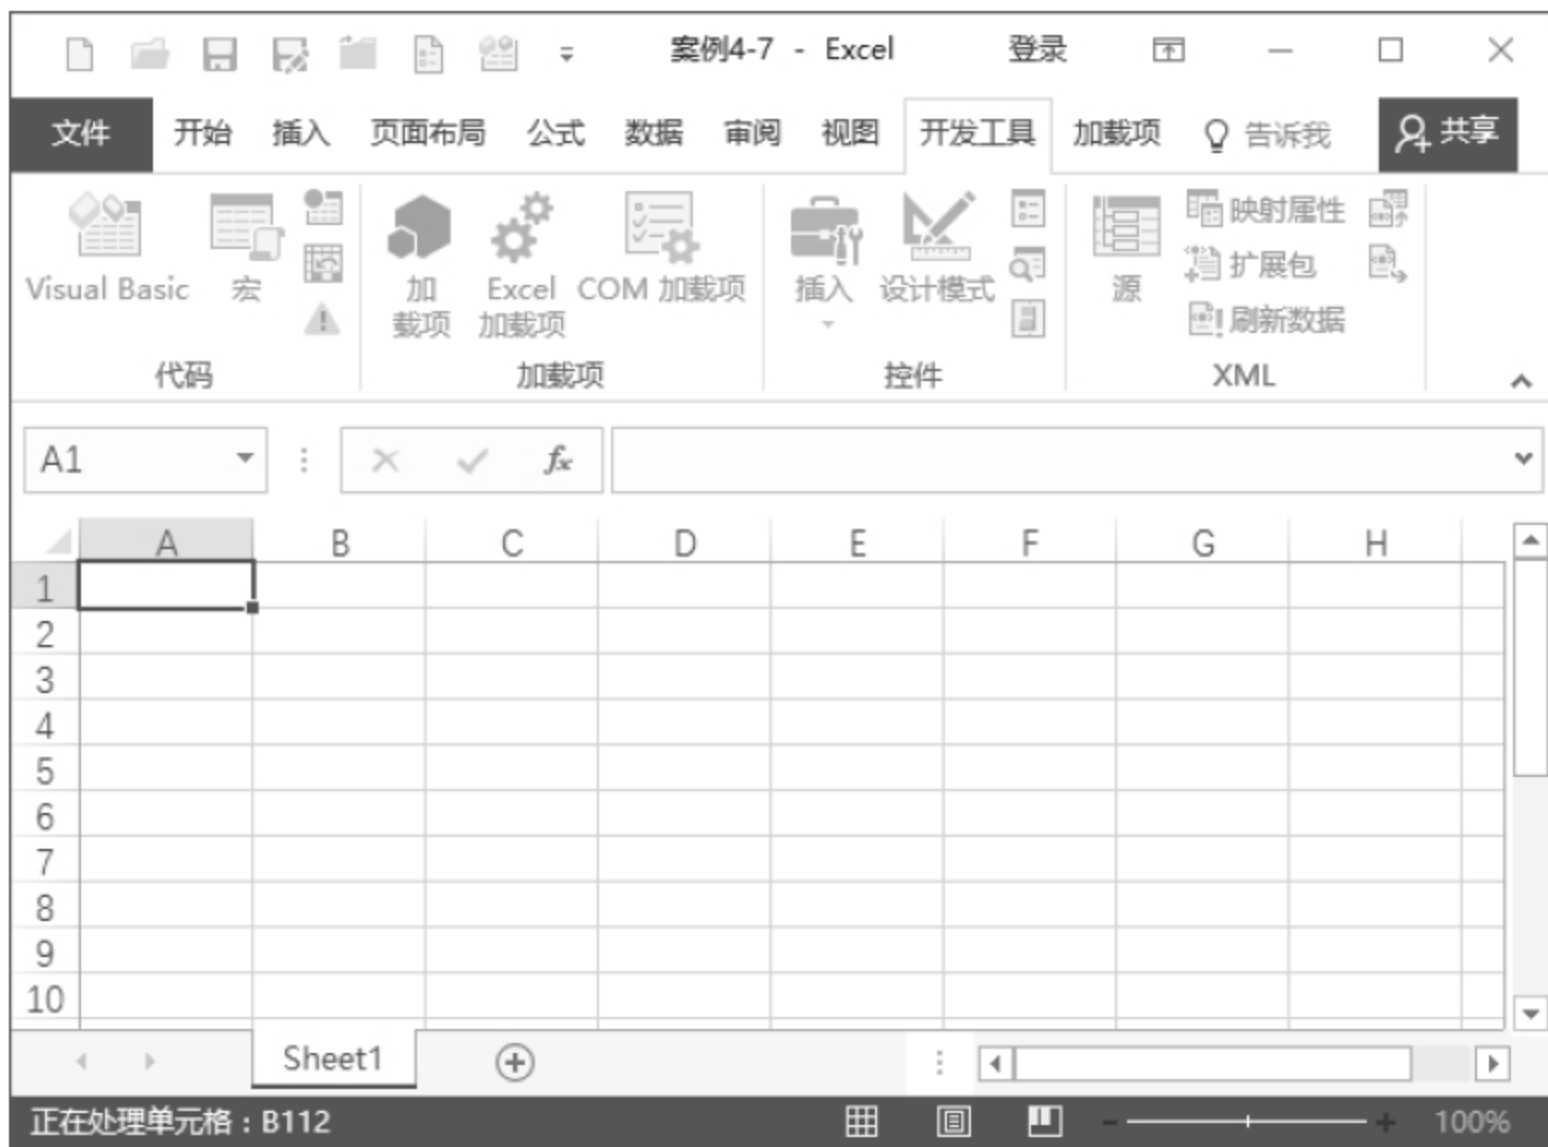 案例4-7 - Excel 登录
文件 开始 插入 页面布局 公式 数据 审阅 视图 开发工具 加载项 告诉我 共享
Visual Basic 宏 加载项 Excel 加载项 COM 加载项 插入 设计模式 源 映射属性
扩展包
刷新数据
代码 加载项 控件 XML
A1 fx
A B C D E F G H
1
2
3
4
5
6
7
8
9
10
Sheet1
正在处理单元格：B112 100%